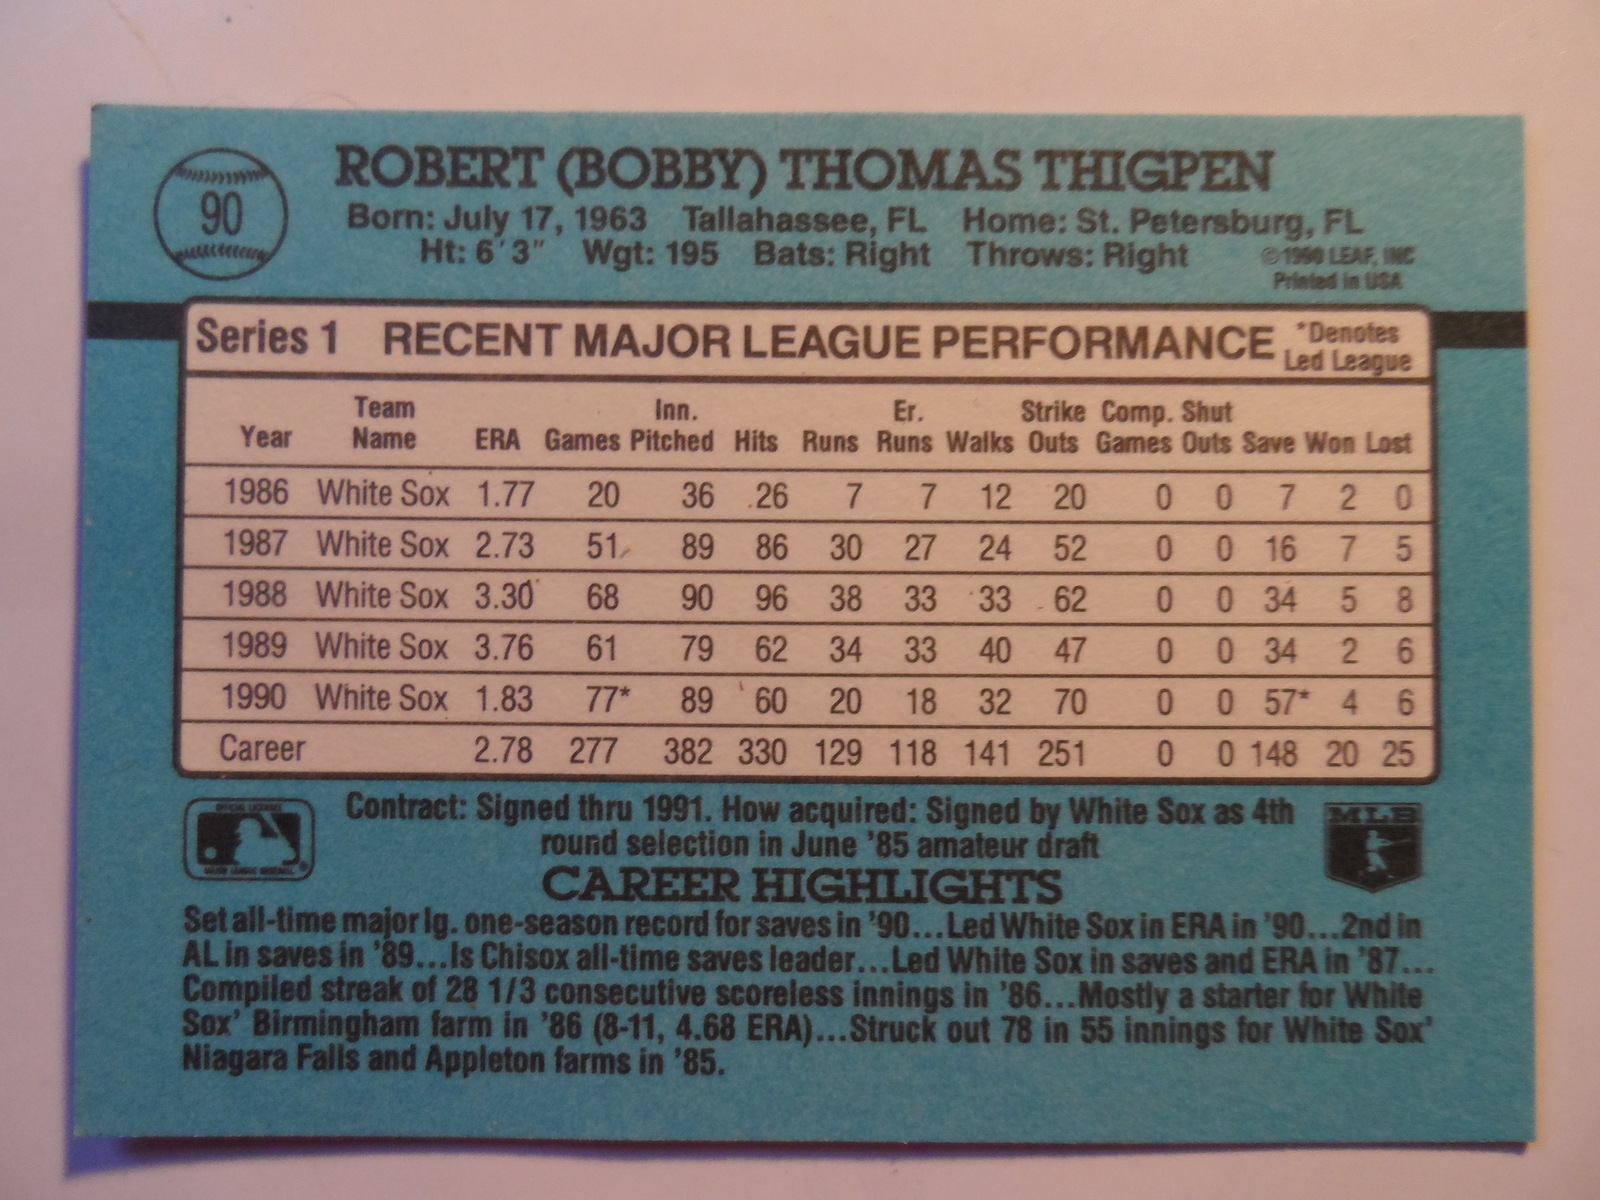 90
ROBERT (BOBBY) THOMAS THIGPEN
Born: July 17, 1963 Tallahassee, FL Home: St. Petersburg, FL
Ht: 6'3" Wgt: 195 Bats: Right Throws: Right
©1990 LEAF, INC
Printed in USA
Series 1 RECENT MAJOR LEAGUE PERFORMANCE *Denotes Led League
Year Team Name ERA Games Inn. Pitched Hits Runs Er. Runs Walks Strike Outs Comp. Games Shut Outs Save Won Lost
1986 White Sox 1.77 20 36 26 7 7 12 20 0 0 7 2 0
1987 White Sox 2.73 51 89 86 30 27 24 52 0 0 16 7 5
1988 White Sox 3.30 68 90 96 38 33 33 62 0 0 34 5 8
1989 White Sox 3.76 61 79 62 34 33 40 47 0 0 34 2 6
1990 White Sox 1.83 77* 89 60 20 18 32 70 0 0 57* 4 6
Career 2.78 277 382 330 129 118 141 251 0 0 148 20 25
OFFICIAL LICENSEE
MAJOR LEAGUE BASEBALL
Contract: Signed thru 1991. How acquired: Signed by White Sox as 4th
round selection in June '85 amateur draft
MLB
CAREER HIGHLIGHTS
Set all-time major lg. one-season record for saves in '90...Led White Sox in ERA in '90...2nd in
AL in saves in '89...Is Chisox all-time saves leader...Led White Sox in saves and ERA in '87...
Compiled streak of 28 1/3 consecutive scoreless innings in '86...Mostly a starter for White
Sox' Birmingham farm in '86 (8-11, 4.68 ERA)...Struck out 78 in 55 innings for White Sox'
Niagara Falls and Appleton farms in '85.